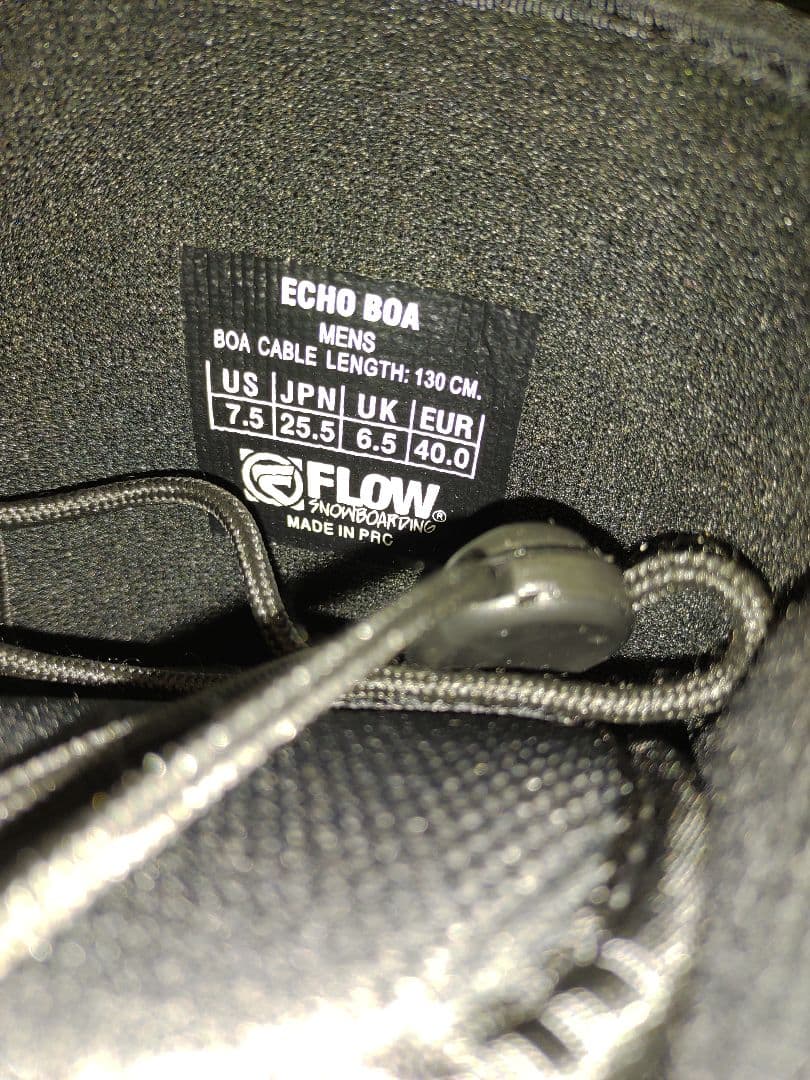 ECHO BOA
MENS
BOA CABLE LENGTH: 130 CM.
US JPN UK EUR
7.5 25.5 6.5 40.0
FLOW
SNOWBOARDING®
MADE IN PRC